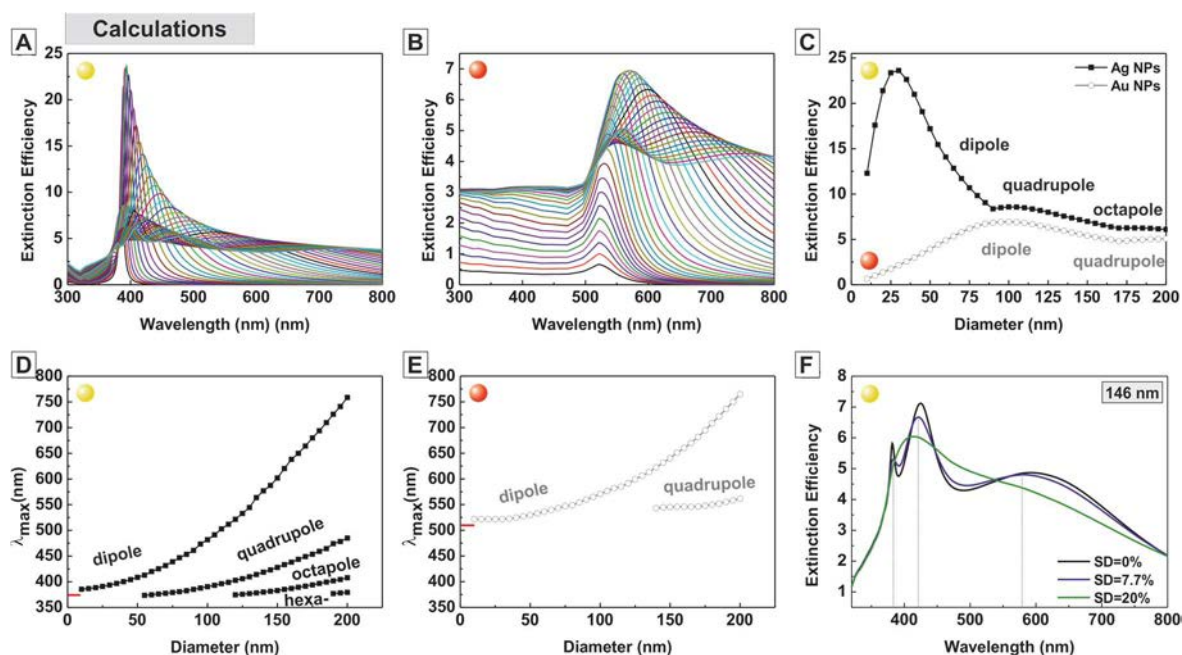 Calculations
A
Extinction Efficiency
25
20
15
10
5
0
300 400 500 600 700 800
Wavelength (nm) (nm)
B
Extinction Efficiency
7
6
5
4
3
2
1
0
300 400 500 600 700 800
Wavelength (nm) (nm)
C
Extinction Efficiency
25
20
15
10
5
0
Ag NPs
Au NPs
dipole
quadrupole
octapole
dipole
quadrupole
0 25 50 75 100 125 150 175 200
Diameter (nm)
D
λmax(nm)
800
750
700
650
600
550
500
450
400
350
dipole
quadrupole
octapole
hexa-
0 50 100 150 200
Diameter (nm)
E
λmax(nm)
800
750
700
650
600
550
500
450
400
350
dipole
quadrupole
0 50 100 150 200
Diameter (nm)
F
146 nm
Extinction Efficiency
8
7
6
5
4
3
2
1
SD=0%
SD=7.7%
SD=20%
400 500 600 700 800
Wavelength (nm)